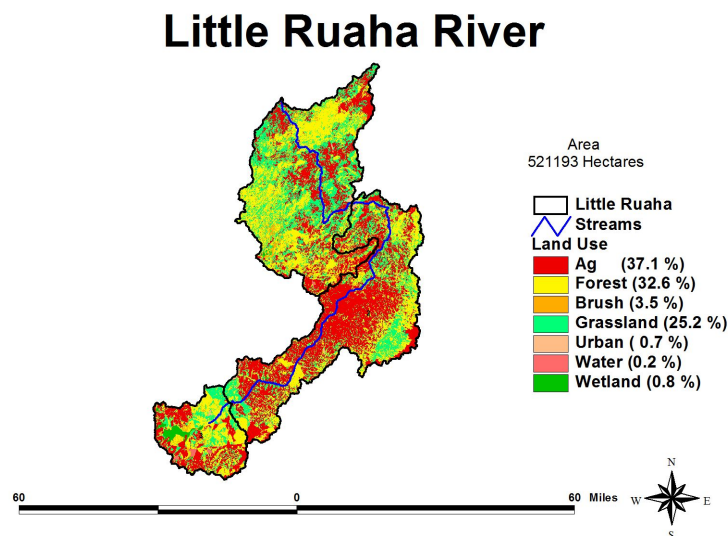 Little Ruaha River
Area
521193 Hectares
Little Ruaha
Streams
Land Use
Ag (37.1 %)
Forest (32.6 %)
Brush (3.5 %)
Grassland (25.2 %)
Urban ( 0.7 %)
Water (0.2 %)
Wetland (0.8 %)
60 0 60 Miles
N
W E
S